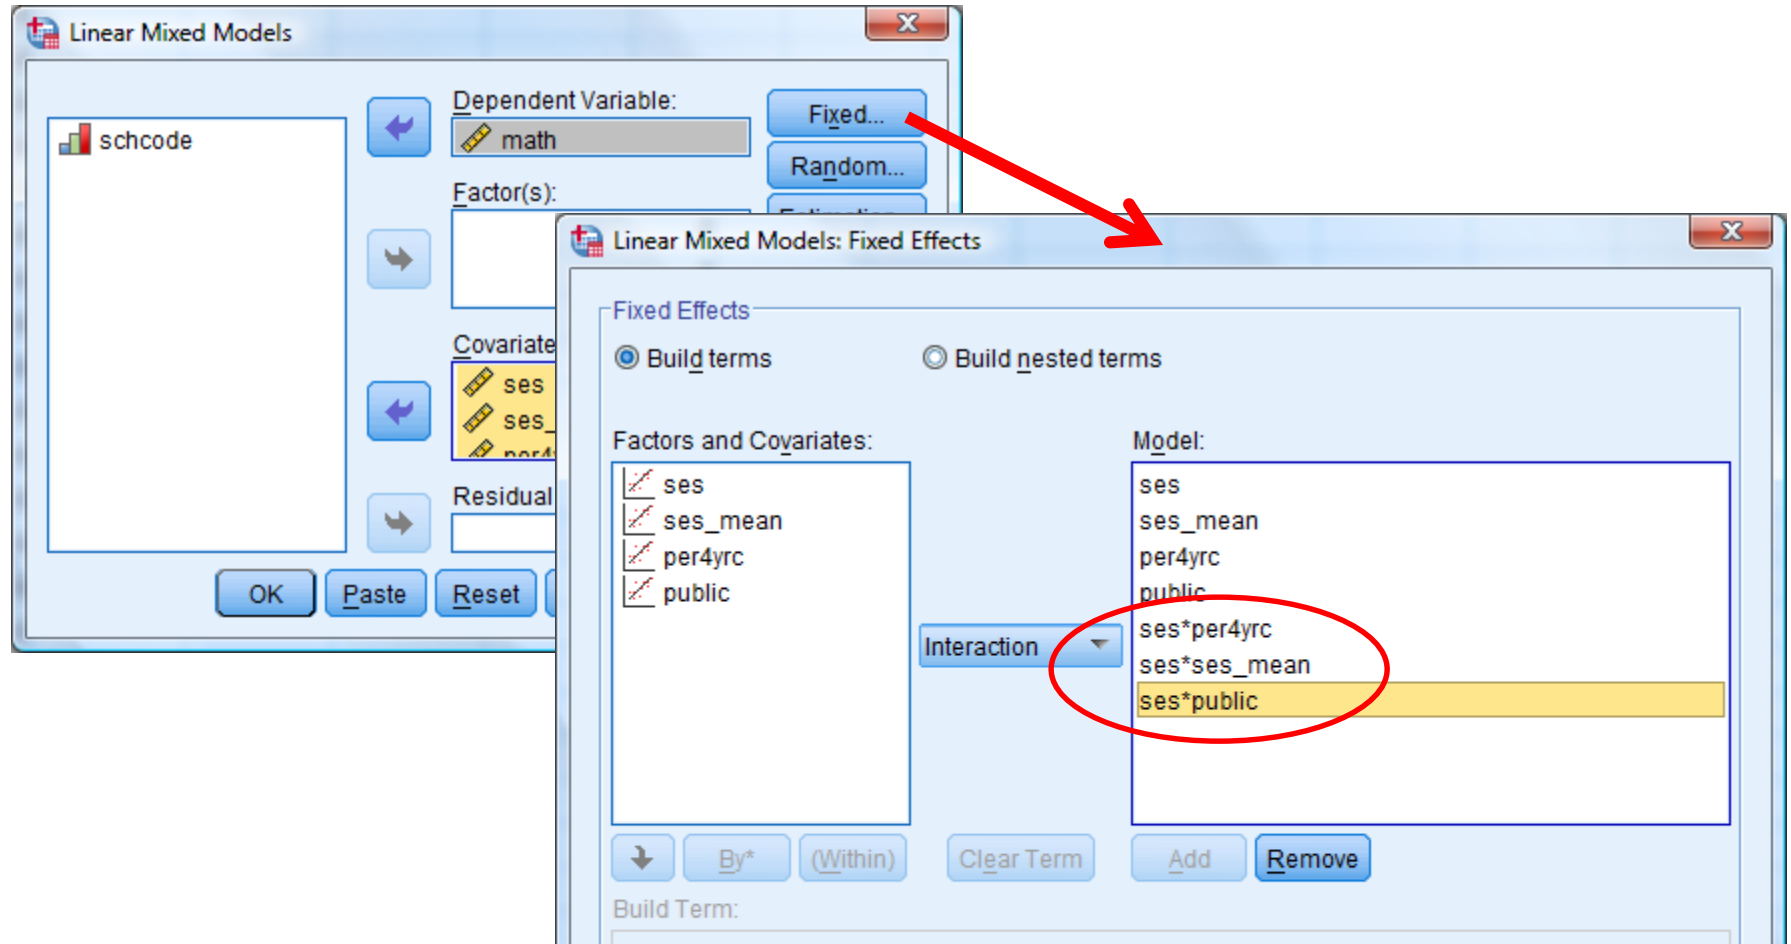 Linear Mixed Models
schcode
Dependent Variable:
math
Factor(s):
Covariate
ses
ses_
Residual
Fixed...
Random...
OK
Paste
Reset
Linear Mixed Models: Fixed Effects
Fixed Effects
Build terms
Build nested terms
Factors and Covariates:
ses
ses_mean
per4yrc
public
Interaction
Model:
ses
ses_mean
per4yrc
public
ses*per4yrc
ses*ses_mean
ses*public
By*
(Within)
Clear Term
Add
Remove
Build Term: